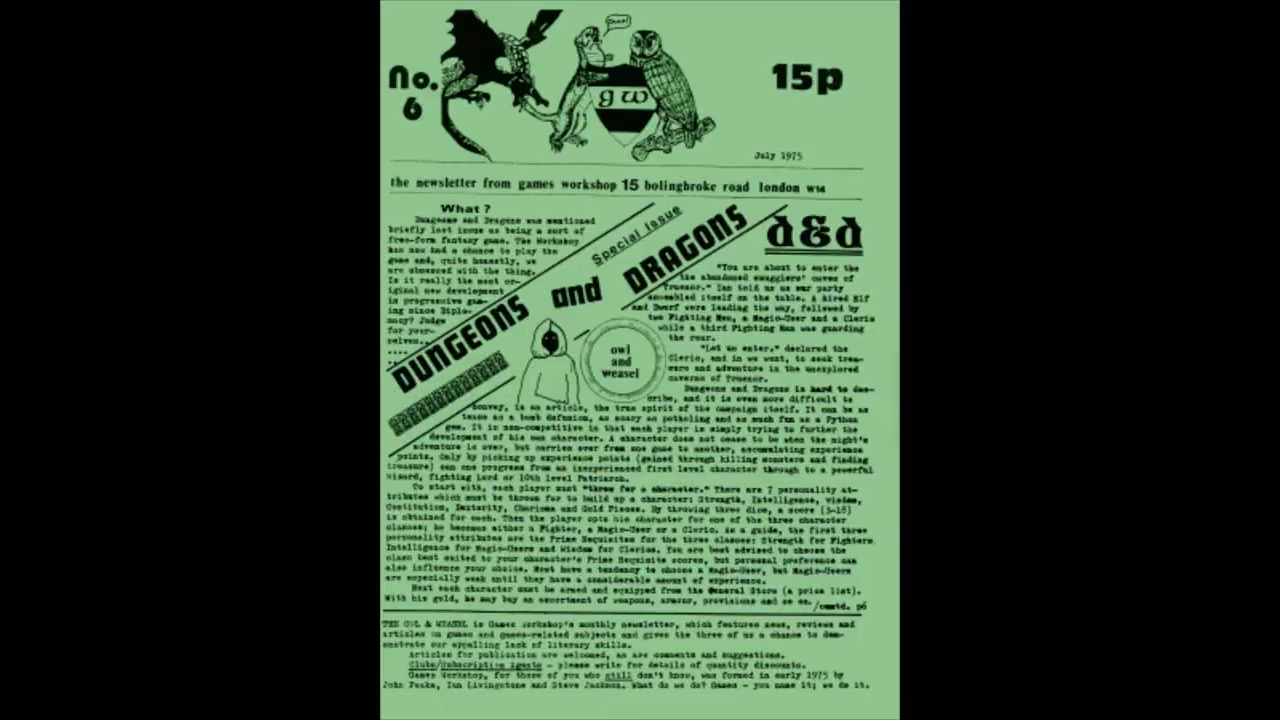 No.
6
Doom!
g w
15p
July 1975
the newsletter from games workshop 15 bolingbroke road london w14
What?
Dungeons and Dragons was mentioned
briefly last issue as being a sort of
free-form fantasy game. The Workshop
has now had a chance to play the
game and, quite honestly, we
are obsessed with the thing.
Is it really the most or-
iginal new development
in progressive gam-
ing since Diplo-
macy? Judge
for your-
selves..
....
Special Issue
DUNGEONS and DRAGONS
owl
and
weasel
d&d
"You are about to enter the
the abandoned smugglers' caves of
Truenor." Ian told us as our party
assembled itself on the table. A hired Elf
and Dwarf were leading the way, followed by
two Fighting Men, a Magic-User and a Cleric
while a third Fighting Man was guarding
the rear.
"Let us enter." declared the
Cleric, and in we went, to seek trea-
sure and adventure in the unexplored
caverns of Truenor.
Dungeons and Dragons is hard to des-
cribe, and it is even more difficult to
convey, in an article, the true spirit of the campaign itself. It can be as
tense as a bomb defusion, as scary as potholing and as much fun as a Python
gem. It is non-competitive in that each player is simply trying to further the
development of his own character. A character does not cease to be when the night's
adventure is over, but carries over from one game to another, accumulating experience
points. Only by picking up experience points (gained through killing monsters and finding
treasure) can one progress from an inexperienced first level character through to a powerful
wizard, fighting lord or 10th level Patriarch.
To start with, each player must "throw for a character." There are 7 personality at-
tributes which must be thrown for to build up a character: Strength, Intelligence, wisdom,
Constitution, Dexterity, Charisma and Gold Pieces. By throwing three dice, a score (3-18)
is obtained for each. Then the player opts his character for one of the three character
classes; he becomes either a Fighter, a Magic-User or a Cleric. As a guide, the first three
personality attributes are the Prime Requisites for the three classes: Strength for Fighters
Intelligence for Magic-Users and Wisdom for Clerics. You are best advised to choose the
class best suited to your character's Prime Requisite scores, but personal preference can
also influence your choice. Most have a tendency to choose a Magic-User, but Magic-Users
are especially weak until they have a considerable amount of experience.
Next each character must be armed and equipped from the General Store (a price list).
With his gold, he may buy an assortment of weapons, armour, provisions and so on. /contd. p6
THE OWL & WEASEL is Games Workshop's monthly newsletter, which features news, reviews and
articles on games and games-related subjects and gives the three of us a chance to dem-
onstrate our appalling lack of literary skills.
Articles for publication are welcomed, as are comments and suggestions.
Clubs/Subscription Agents - please write for details of quantity discounts.
Games Workshop, for those of you who still don't know, was formed in early 1975 by
John Peake, Ian Livingstone and Steve Jackson. What do we do? Games - you name it; we do it.